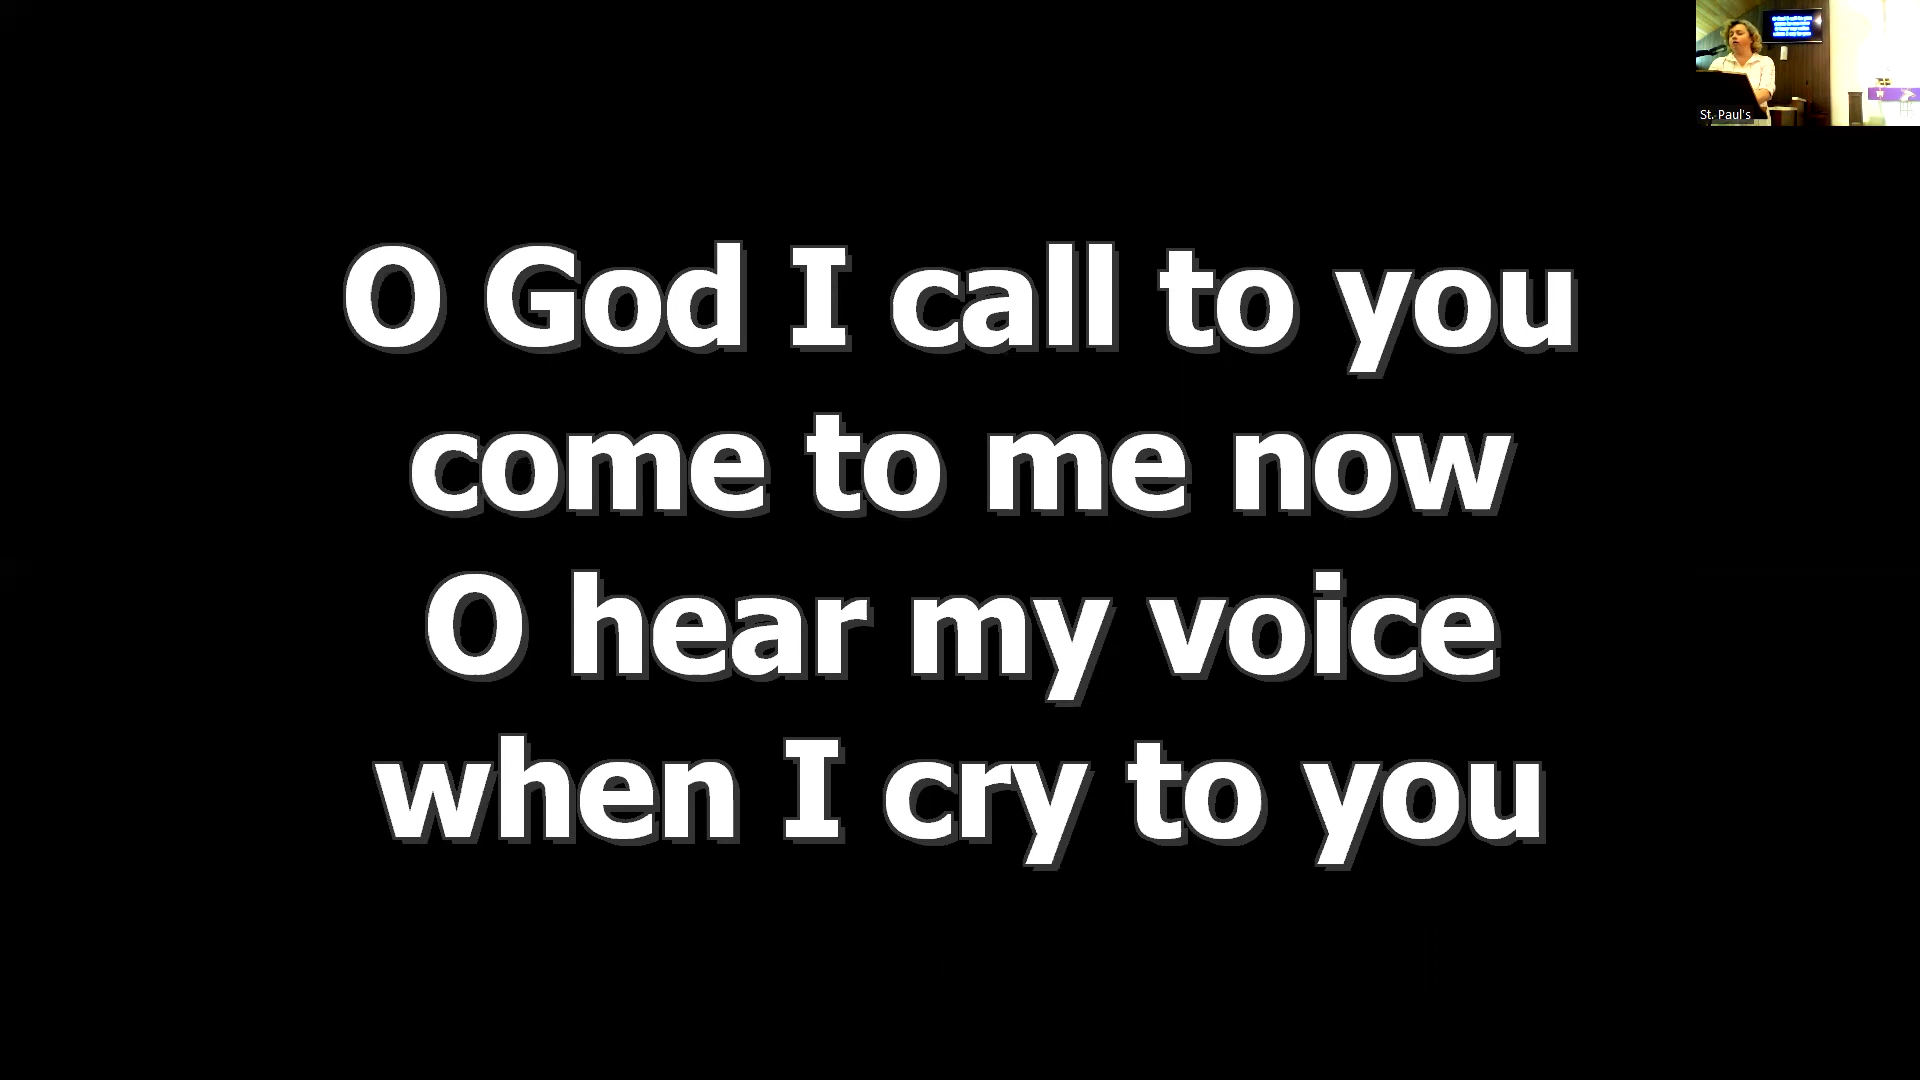 O God I call to you
come to me now
O hear my voice
when I cry to you
St. Paul's